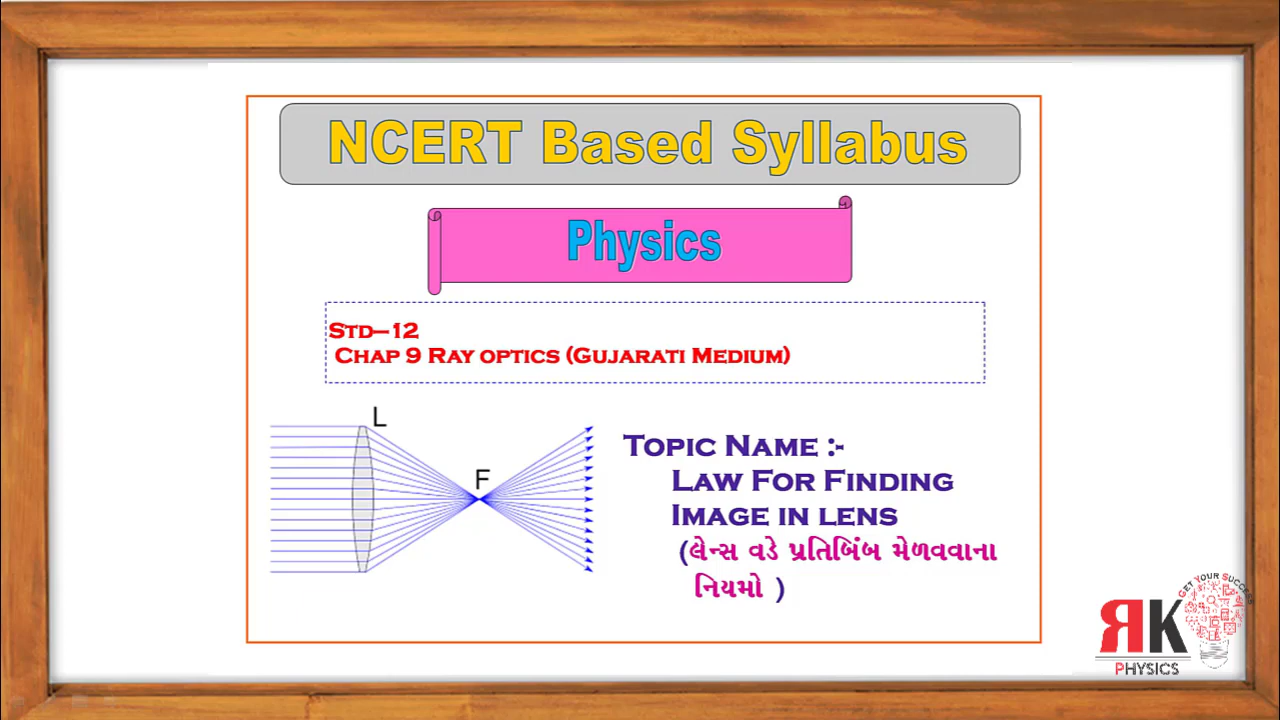 NCERT Based Syllabus
Physics
Std–12
Chap 9 Ray optics (Gujarati Medium)
L
F
Topic Name :-
Law For Finding
Image in lens
(લેન્સ વડે પ્રતિબિંબ મેળવવાના
નિયમો )
Get Your Success
RK
Physics